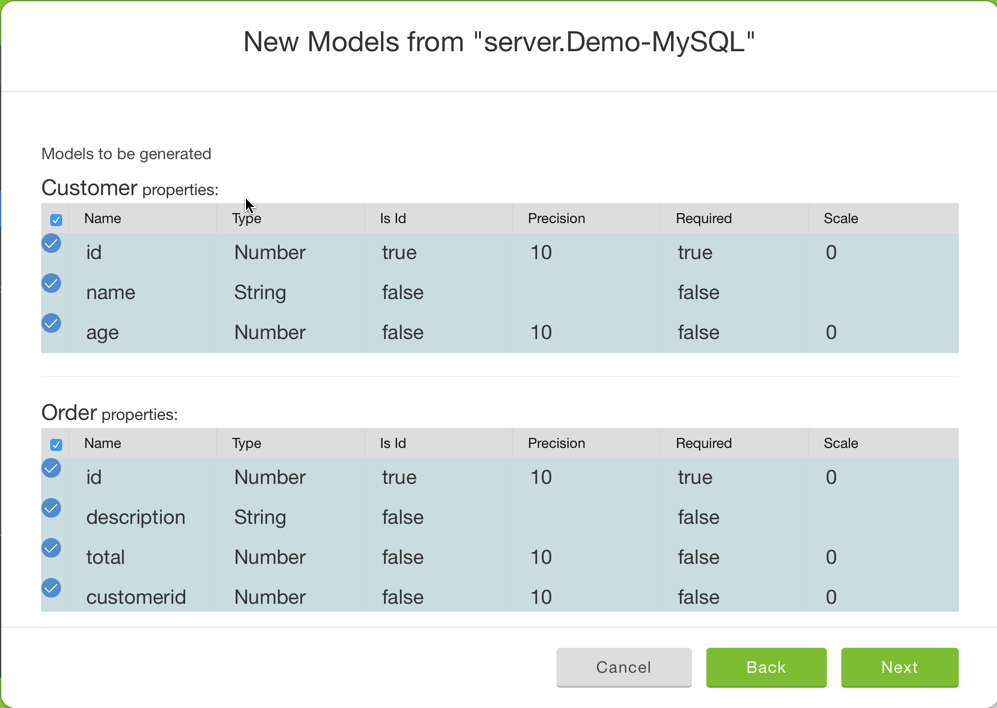 New Models from "server.Demo-MySQL"
Models to be generated
Customer properties:
Name Type Is Id Precision Required Scale
id Number true 10 true 0
name String false false
age Number false 10 false 0
Order properties:
Name Type Is Id Precision Required Scale
id Number true 10 true 0
description String false false
total Number false 10 false 0
customerid Number false 10 false 0
Cancel Back Next